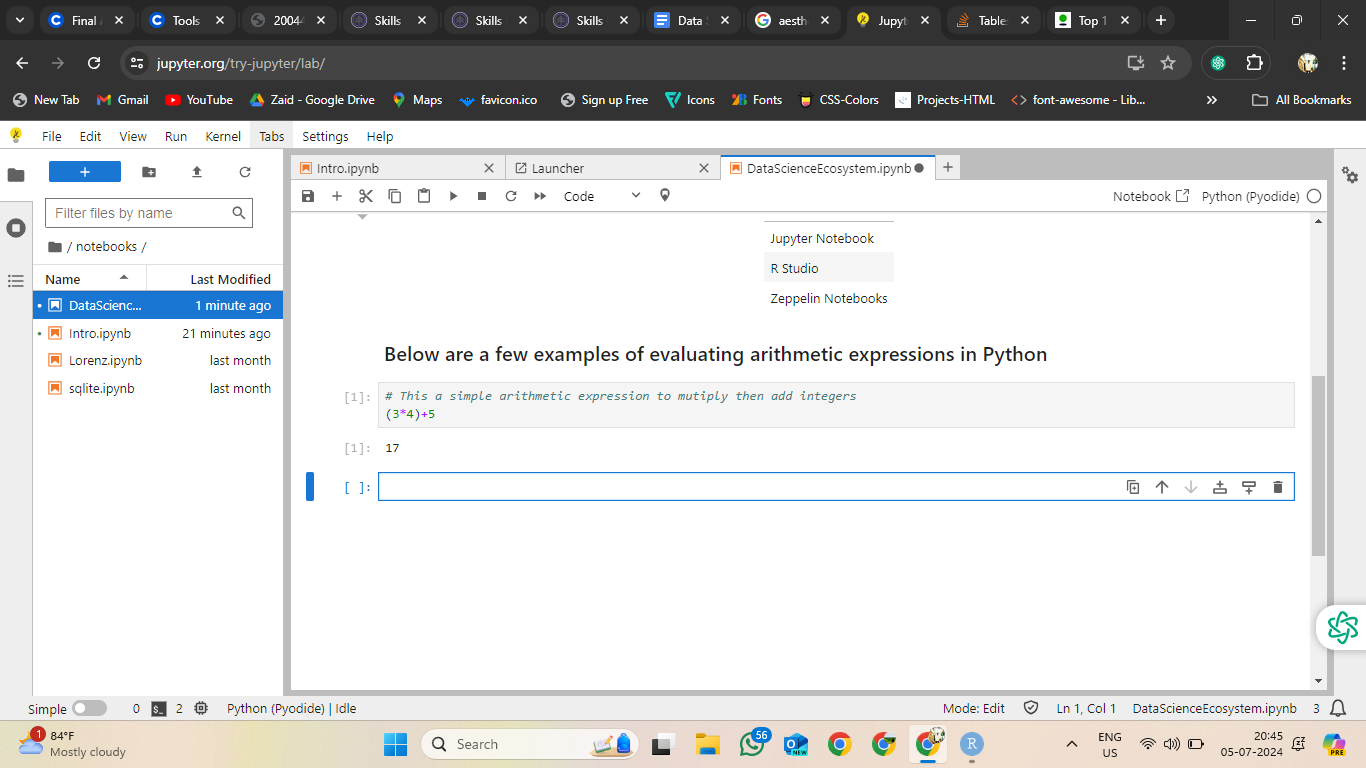 Final
Tools
2004
Skills
Skills
Skills
Data
aesth
Jupyt
Table
Top 1
jupyter.org/try-jupyter/lab/
New Tab
Gmail
YouTube
Zaid - Google Drive
Maps
favicon.ico
Sign up Free
Icons
Fonts
CSS-Colors
Projects-HTML
font-awesome - Lib...
»
All Bookmarks
File Edit View Run Kernel Tabs Settings Help
Filter files by name
/ notebooks /
Name Last Modified
DataScienc... 1 minute ago
Intro.ipynb 21 minutes ago
Lorenz.ipynb last month
sqlite.ipynb last month
Intro.ipynb
Launcher
DataScienceEcosystem.ipynb
Code
Notebook
Python (Pyodide)
Jupyter Notebook
R Studio
Zeppelin Notebooks
Below are a few examples of evaluating arithmetic expressions in Python
[1]: # This a simple arithmetic expression to mutiply then add integers
(3*4)+5
[1]: 17
[ ]:
Simple 0 2 Python (Pyodide) | Idle Mode: Edit Ln 1, Col 1 DataScienceEcosystem.ipynb 3
1
84°F
Mostly cloudy
Search
56
NEW
R
ENG
US
20:45
05-07-2024
PRE